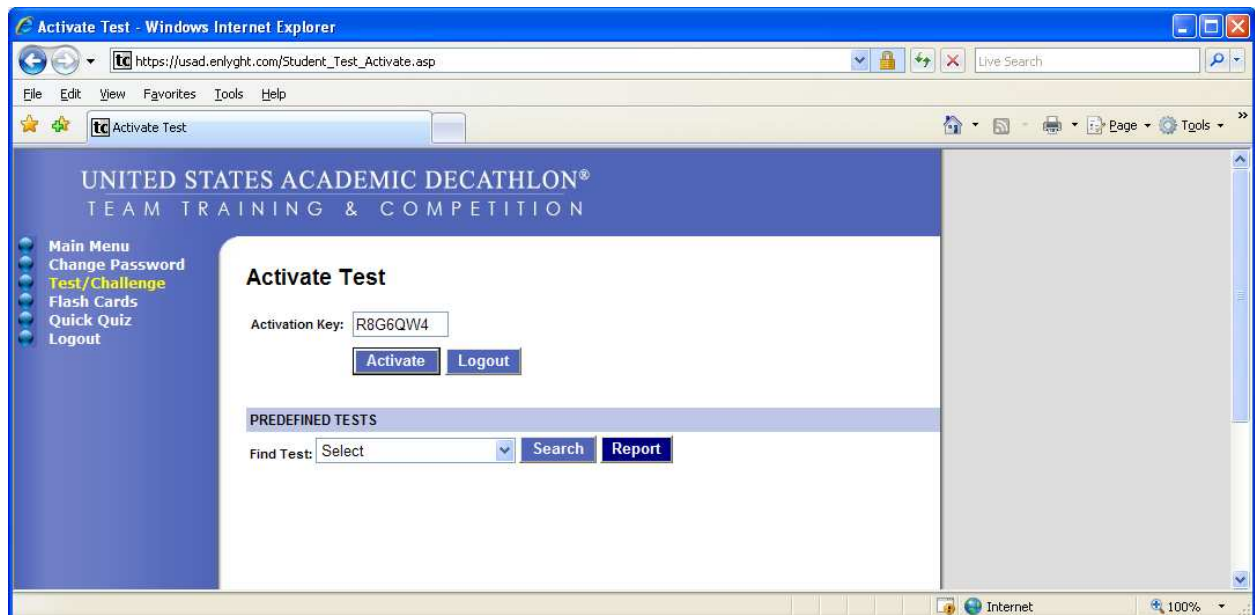 Activate Test - Windows Internet Explorer
tc https://usad.enlyght.com/Student_Test_Activate.asp Live Search
File Edit View Favorites Tools Help
tc Activate Test Page Tools »
UNITED STATES ACADEMIC DECATHLON®
TEAM TRAINING & COMPETITION
Main Menu
Change Password
Test/Challenge
Flash Cards
Quick Quiz
Logout
Activate Test
Activation Key: R8G6QW4
Activate Logout
PREDEFINED TESTS
Find Test: Select Search Report
Internet 100%